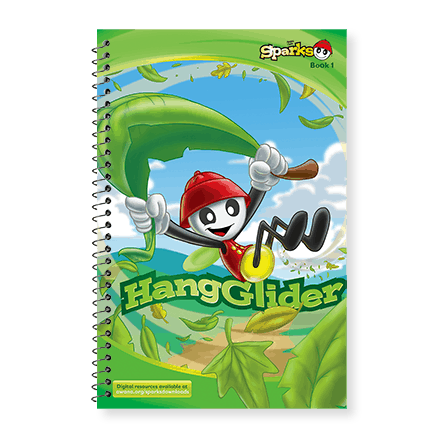 Sparks
Book 1
HangGlider
Digital resources available at
awana.org/sparksdownloads